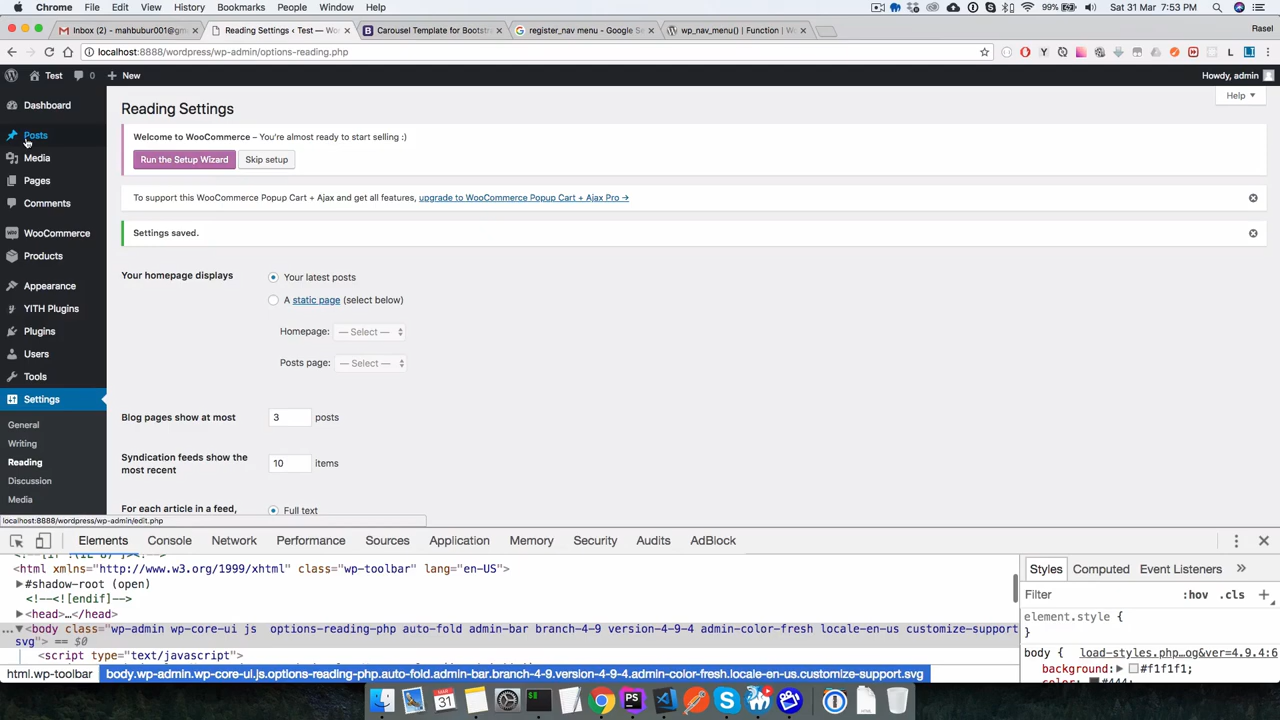 Chrome File Edit View History Bookmarks People Window Help 99% Sat 31 Mar 7:53 PM
Inbox (2) - mahbubur001@gm Reading Settings ‹ Test — Wo Carousel Template for Bootstr register_nav menu - Google Se wp_nav_menu() | Function | W Rasel
localhost:8888/wordpress/wp-admin/options-reading.php
Test 0 New Howdy, admin
Dashboard
Posts
Media
Pages
Comments
WooCommerce
Products
Appearance
YITH Plugins
Plugins
Users
Tools
Settings
General
Writing
Reading
Discussion
Media
Help
Reading Settings
Welcome to WooCommerce – You're almost ready to start selling :)
Run the Setup Wizard Skip setup
To support this WooCommerce Popup Cart + Ajax and get all features, upgrade to WooCommerce Popup Cart + Ajax Pro →
Settings saved.
Your homepage displays Your latest posts
A static page (select below)
Homepage: — Select —
Posts page: — Select —
Blog pages show at most 3 posts
Syndication feeds show the 10 items
most recent
For each article in a feed, Full text
localhost:8888/wordpress/wp-admin/edit.php
Elements Console Network Performance Sources Application Memory Security Audits AdBlock
<html xmlns="http://www.w3.org/1999/xhtml" class="wp-toolbar" lang="en-US">
#shadow-root (open)
<!--<![endif]-->
<head>…</head>
<body class="wp-admin wp-core-ui js options-reading-php auto-fold admin-bar branch-4-9 version-4-9-4 admin-color-fresh locale-en-us customize-support
svg"> == $0
<script type="text/javascript">
html.wp-toolbar body.wp-admin.wp-core-ui.js.options-reading-php.auto-fold.admin-bar.branch-4-9.version-4-9-4.admin-color-fresh.locale-en-us.customize-support.svg
Styles Computed Event Listeners »
Filter :hov .cls +
element.style {
}
body { load-styles.php…og&ver=4.9.4:6
background: #f1f1f1;
color: #444;